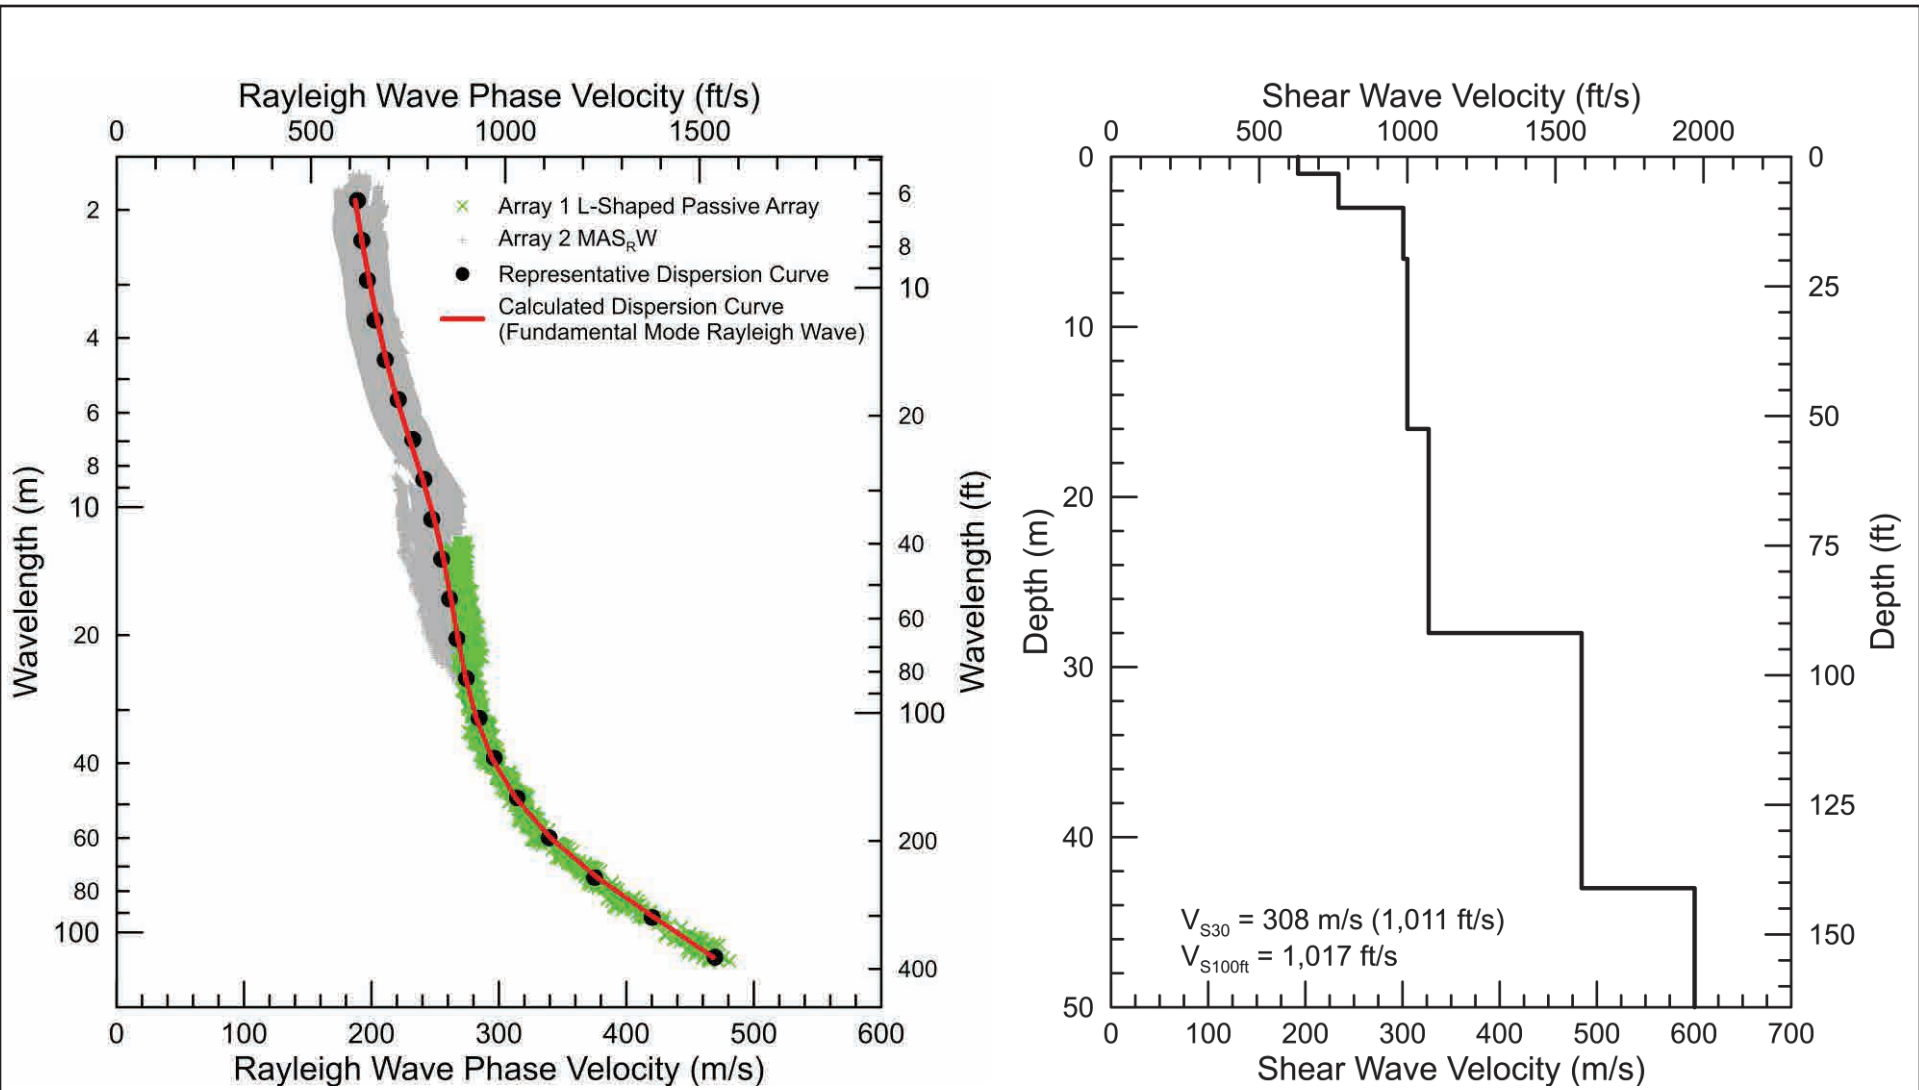 Rayleigh Wave Phase Velocity (ft/s)
0 500 1000 1500
2
4
6
8
10
20
40
60
80
100
Wavelength (m)
Array 1 L-Shaped Passive Array
Array 2 MASRW
Representative Dispersion Curve
Calculated Dispersion Curve
(Fundamental Mode Rayleigh Wave)
6
8
10
20
40
60
80
100
200
400
Wavelength (ft)
0 100 200 300 400 500 600
Rayleigh Wave Phase Velocity (m/s)
Shear Wave Velocity (ft/s)
0 500 1000 1500 2000
0
10
20
30
40
50
Depth (m)
VS30 = 308 m/s (1,011 ft/s)
VS100ft = 1,017 ft/s
0
25
50
75
100
125
150
Depth (ft)
0 100 200 300 400 500 600 700
Shear Wave Velocity (m/s)